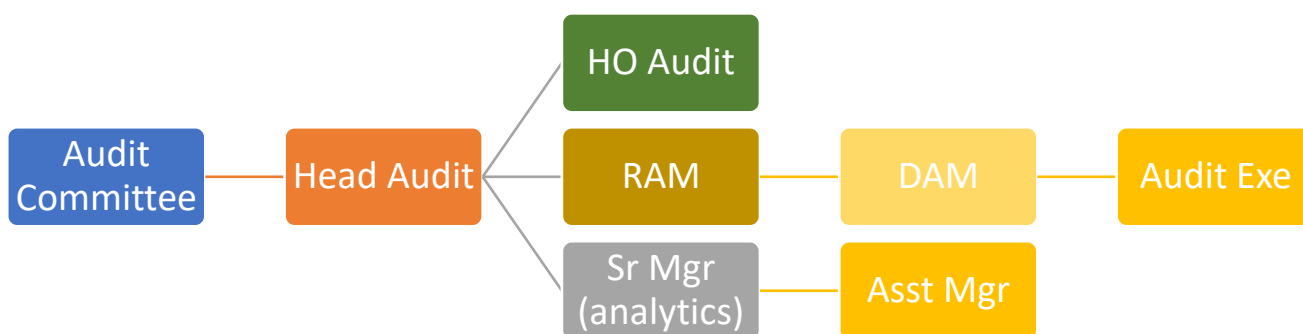 HO Audit
Audit
Committee
Head Audit
RAM
DAM
Audit Exe
Sr Mgr
(analytics)
Asst Mgr